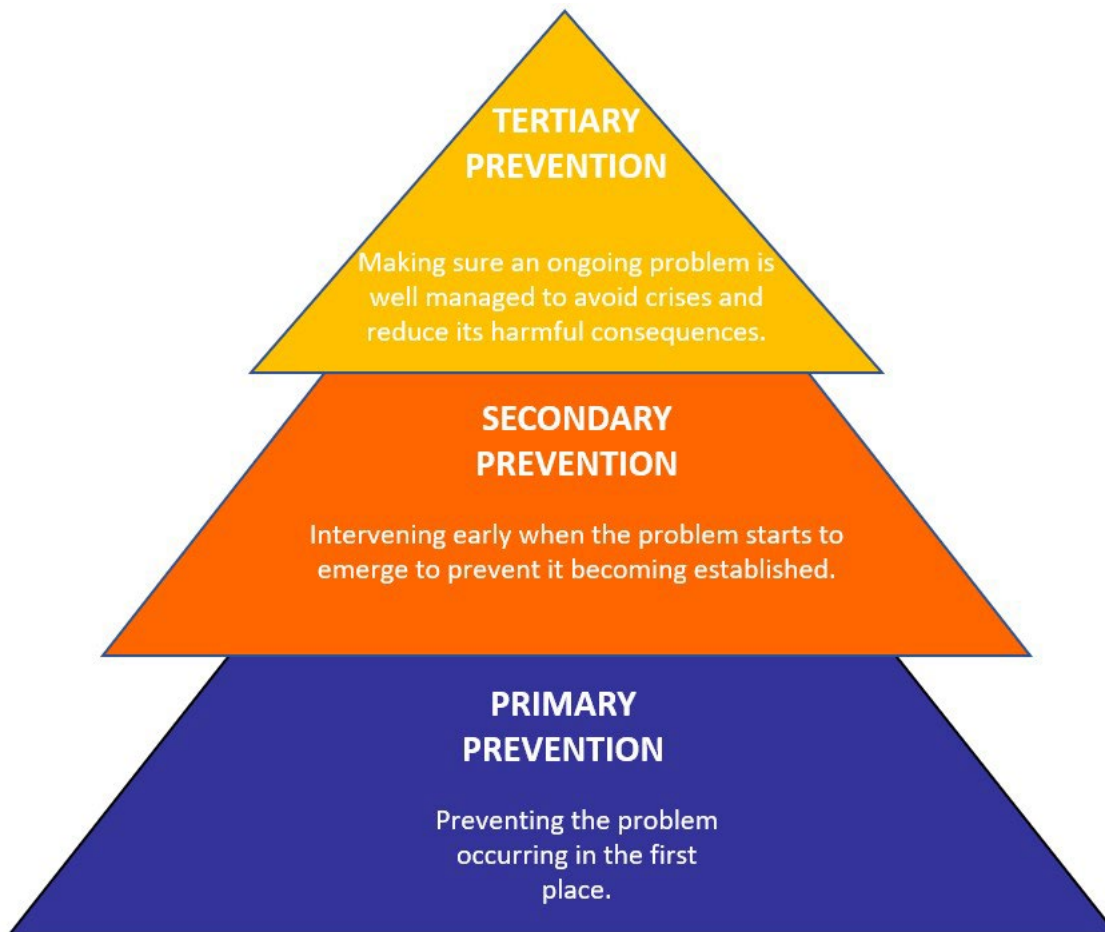 TERTIARY
PREVENTION
Making sure an ongoing problem is
well managed to avoid crises and
reduce its harmful consequences.
SECONDARY
PREVENTION
Intervening early when the problem starts to
emerge to prevent it becoming established.
PRIMARY
PREVENTION
Preventing the problem
occurring in the first
place.